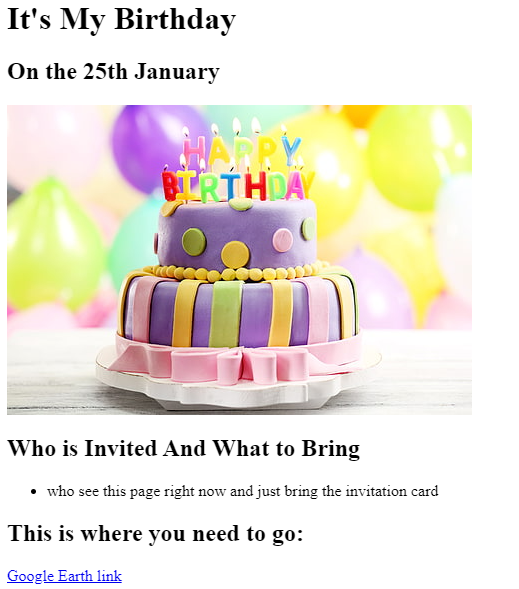 It's My Birthday
On the 25th January
HAPPY
BIRTHDAY
Who is Invited And What to Bring
who see this page right now and just bring the invitation card
This is where you need to go:
Google Earth link